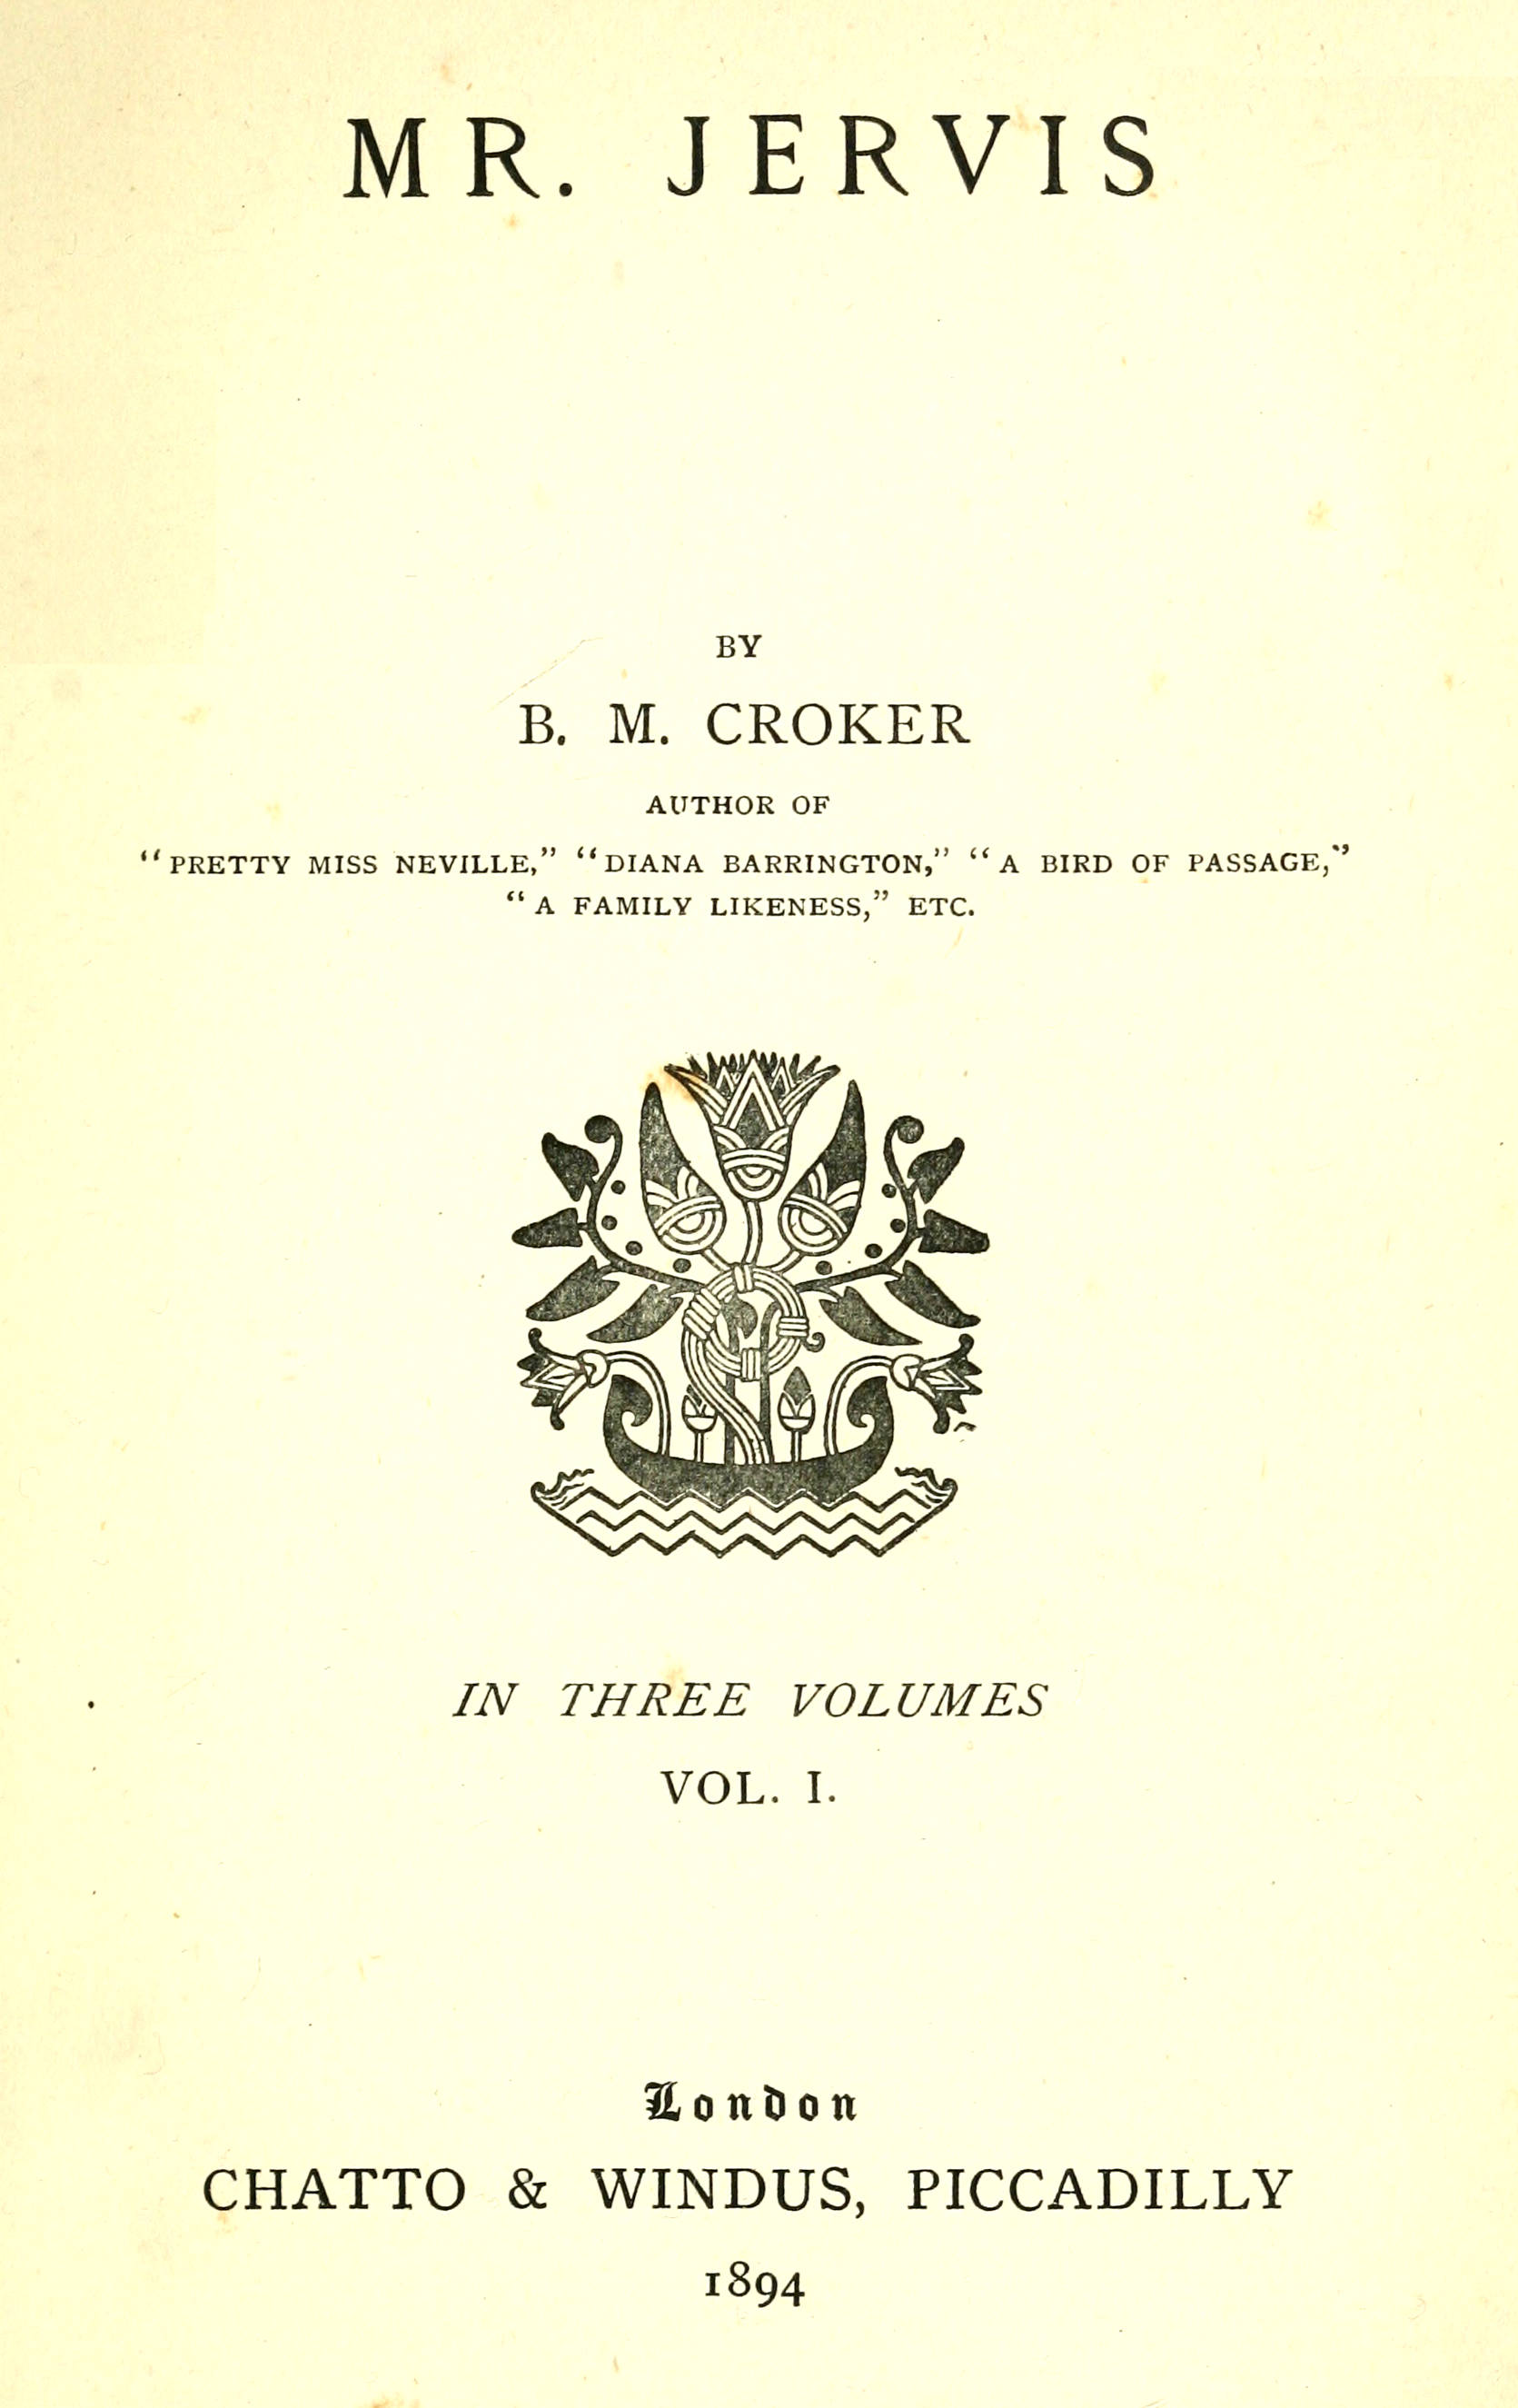 MR. JERVIS
BY
B. M. CROKER
AUTHOR OF
“PRETTY MISS NEVILLE,” “DIANA BARRINGTON,” “A BIRD OF PASSAGE,”
“A FAMILY LIKENESS,” ETC.
IN THREE VOLUMES
VOL. I.
London
CHATTO & WINDUS, PICCADILLY
1894